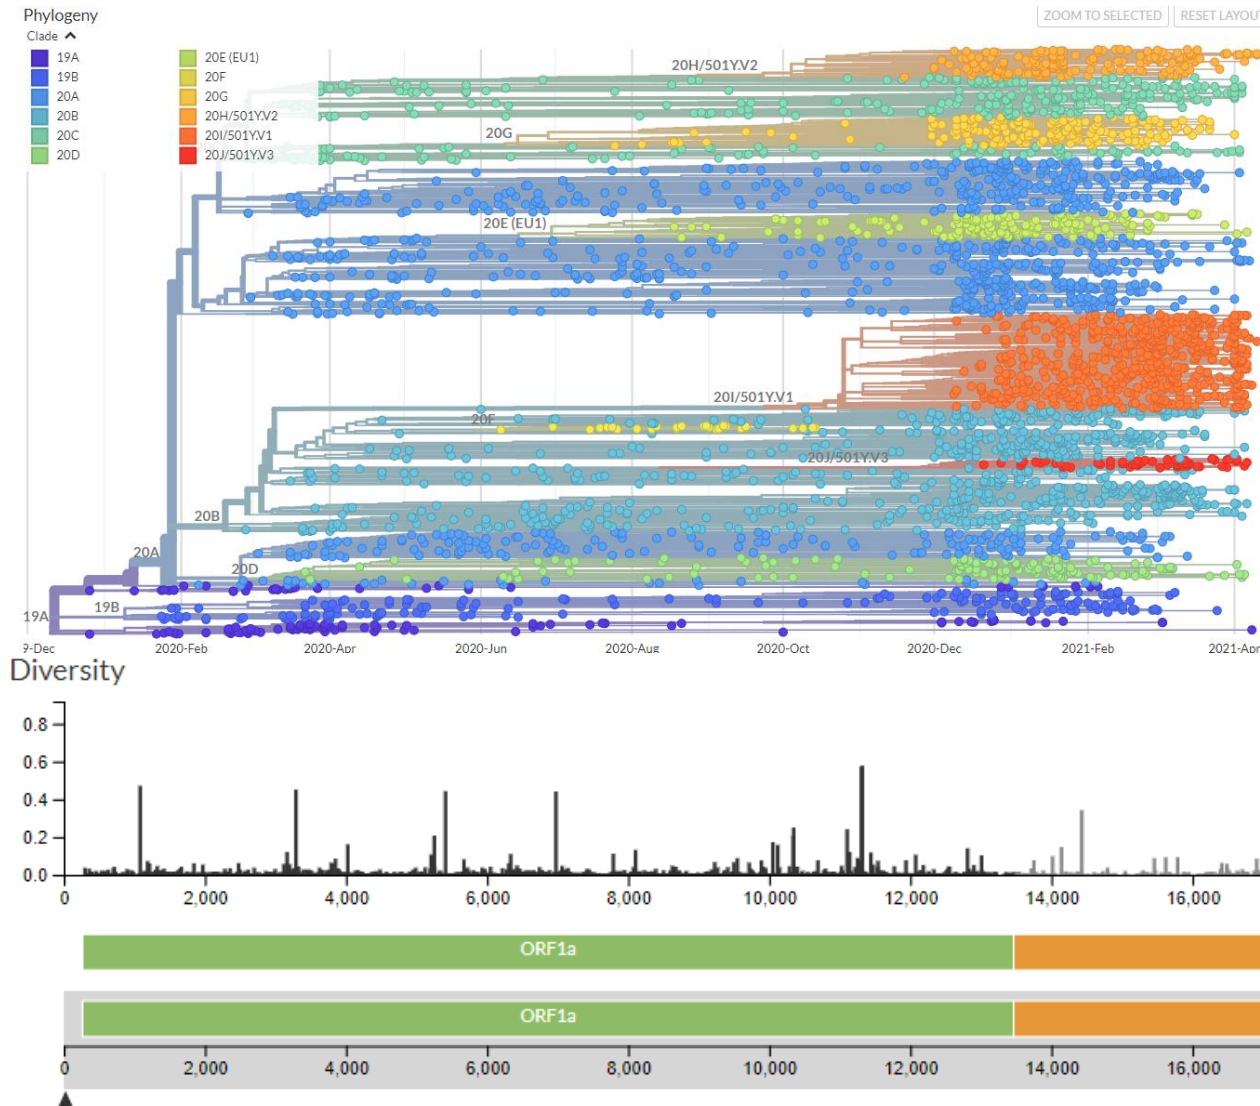 Phylogeny
ZOOM TO SELECTED
RESET LAYOU
Clade
19A
19B
20A
20B
20C
20D
20E (EU1)
20F
20G
20H/501Y.V2
20I/501Y.V1
20J/501Y.V3
20H/501Y.V2
20G
20E (EU1)
20I/501Y.V1
20F
20J/501Y.V3
20B
20A
20D
19B
19A
9-Dec 2020-Feb 2020-Apr 2020-Jun 2020-Aug 2020-Oct 2020-Dec 2021-Feb 2021-Apr
Diversity
0.8
0.6
0.4
0.2
0.0
0 2,000 4,000 6,000 8,000 10,000 12,000 14,000 16,000
ORF1a
ORF1a
0 2,000 4,000 6,000 8,000 10,000 12,000 14,000 16,000